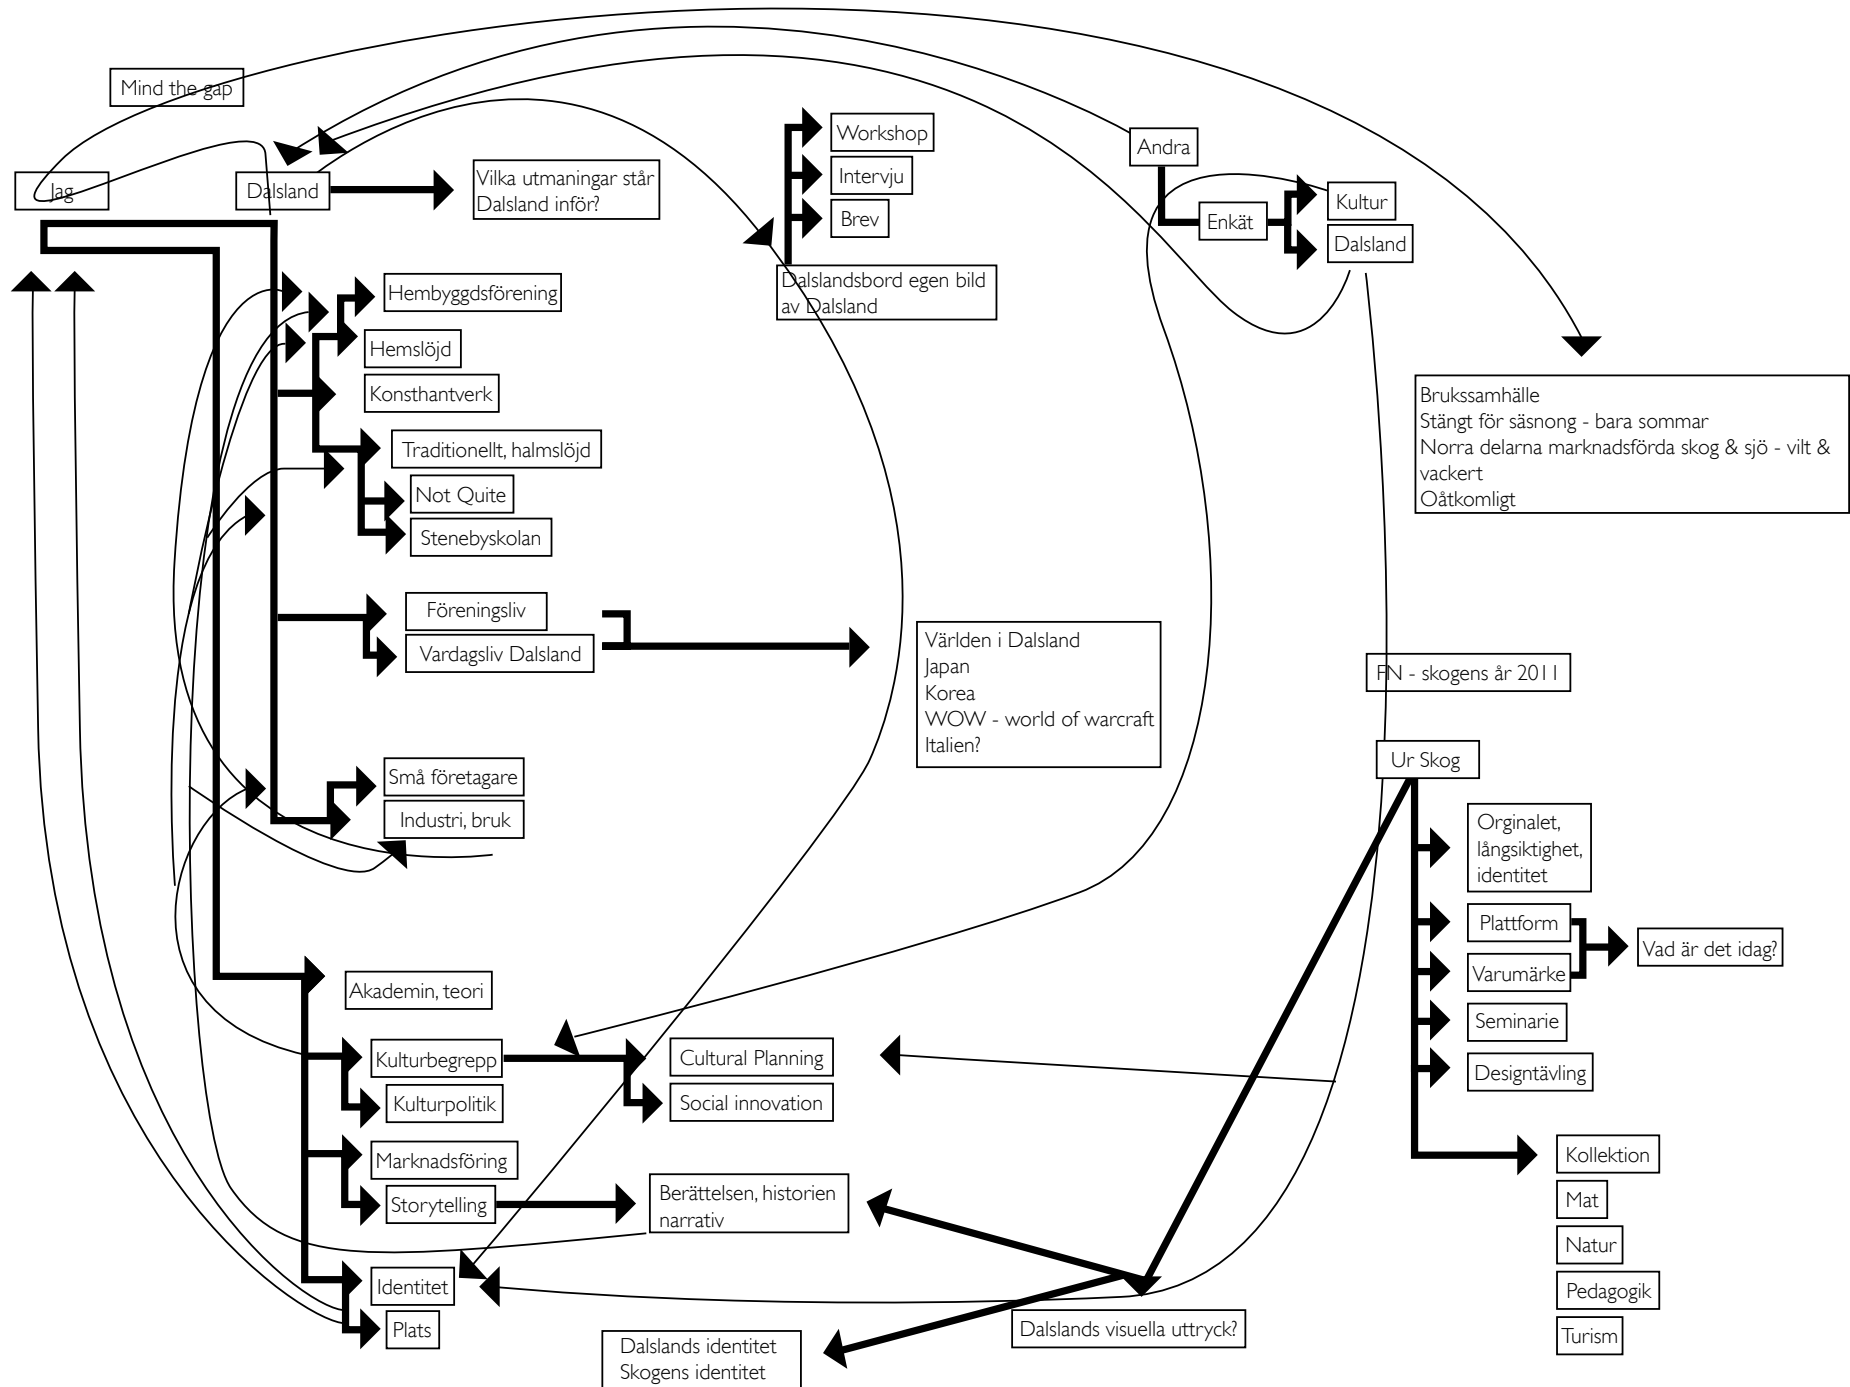 Mind the gap
Jag
Dalsland
Vilka utmaningar står
Dalsland inför?
Workshop
Intervju
Brev
Dalslandsbord egen bild
av Dalsland
Andra
Enkät
Kultur
Dalsland
Brukssamhälle
Stängt för säsnong - bara sommar
Norra delarna marknadsförda skog & sjö - vilt &
vackert
Oåtkomligt
Hembyggdsförening
Hemslöjd
Konsthantverk
Traditionellt, halmslöjd
Not Quite
Stenebyskolan
Föreningsliv
Vardagsliv Dalsland
Världen i Dalsland
Japan
Korea
WOW - world of warcraft
Italien?
FN - skogens år 2011
Ur Skog
Små företagare
Industri, bruk
Orginalet,
långsiktighet,
identitet
Plattform
Varumärke
Vad är det idag?
Seminarie
Designtävling
Akademin, teori
Kulturbegrepp
Kulturpolitik
Cultural Planning
Social innovation
Marknadsföring
Storytelling
Berättelsen, historien
narrativ
Identitet
Plats
Dalslands identitet
Skogens identitet
Dalslands visuella uttryck?
Kollektion
Mat
Natur
Pedagogik
Turism